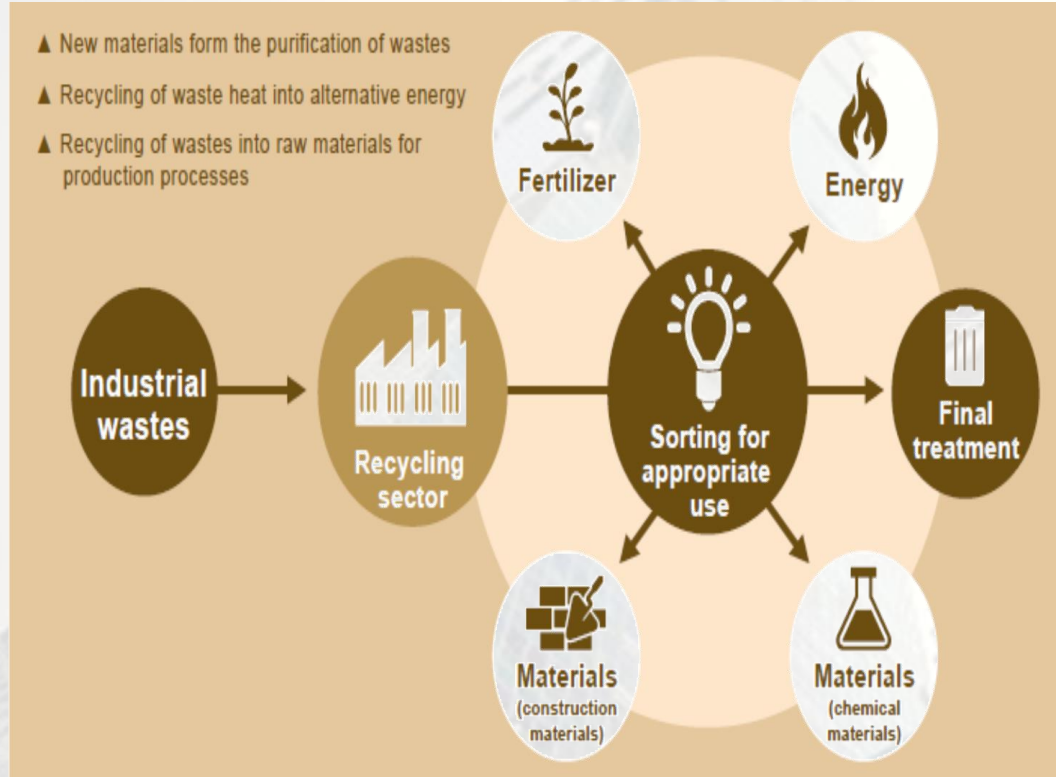 ▲ New materials form the purification of wastes
▲ Recycling of waste heat into alternative energy
▲ Recycling of wastes into raw materials for
production processes
Fertilizer
Energy
Industrial
wastes
Recycling
sector
Sorting for
appropriate
use
Final
treatment
Materials
(construction
materials)
Materials
(chemical
materials)